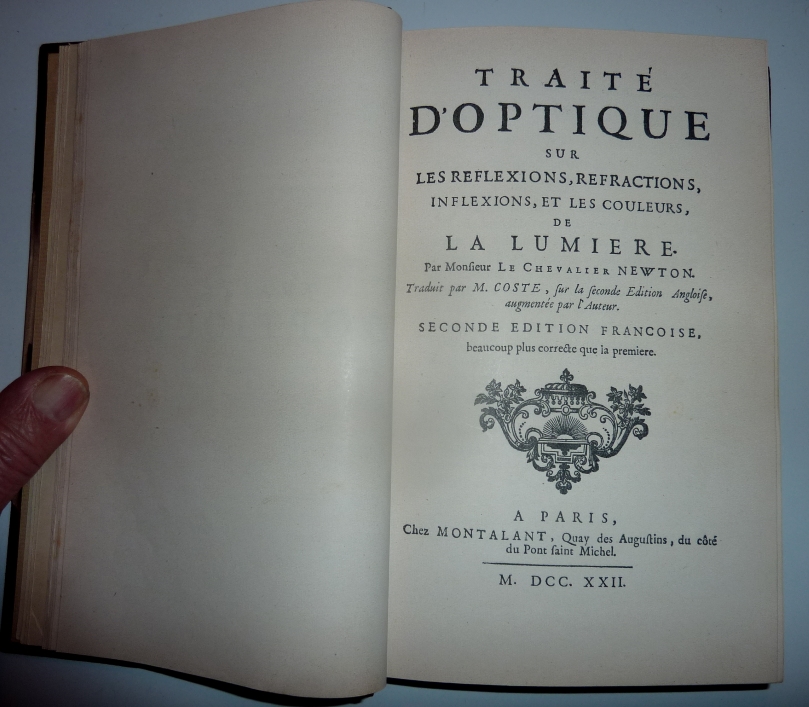 TRAITÉ
D'OPTIQUE
SUR
LES REFLEXIONS, REFRACTIONS,
INFLEXIONS, ET LES COULEURS,
DE
LA LUMIERE.
Par Monſieur LE CHEVALIER NEWTON.
Traduit par M. COSTE, ſur la ſeconde Edition Angloiſe,
augmentée par l'Auteur.
SECONDE EDITION FRANCOISE,
beaucoup plus correcte que la premiere.
A PARIS,
Chez MONTALANT, Quay des Auguſtins, du côté
du Pont ſaint Michel.
M. DCC. XXII.